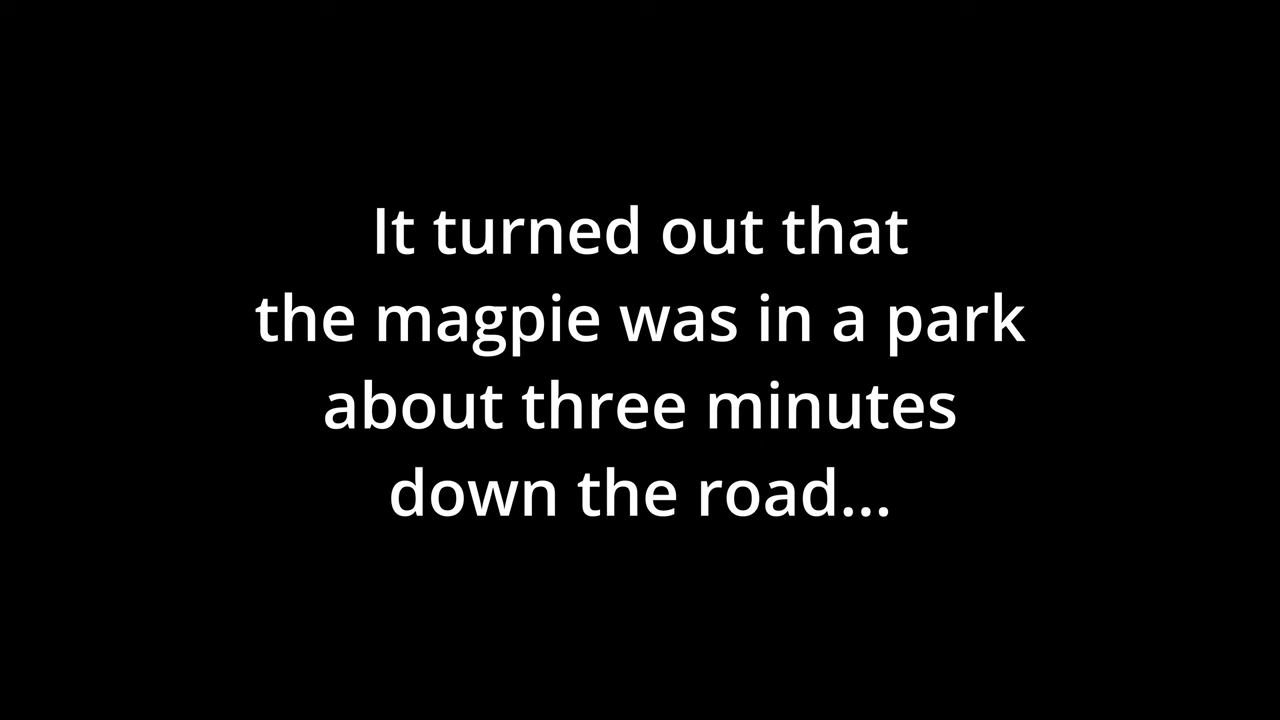 It turned out that
the magpie was in a park
about three minutes
down the road...